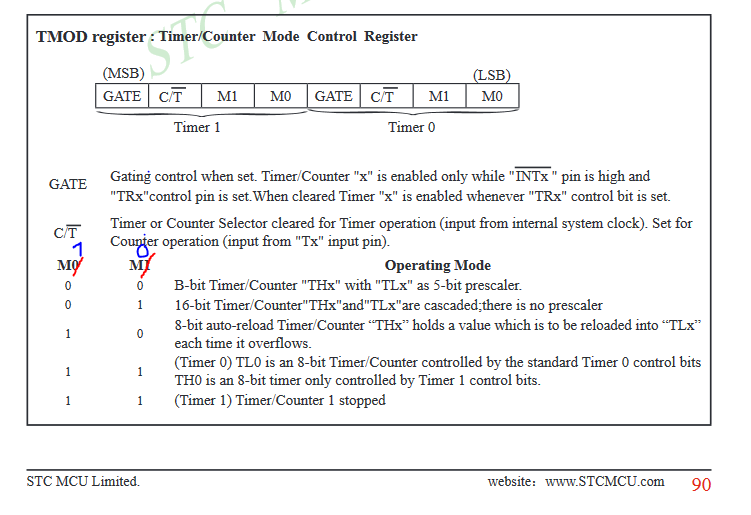 STC M
TMOD register : Timer/Counter Mode Control Register
(MSB) (LSB)
GATE C/T̅ M1 M0 GATE C/T̅ M1 M0
Timer 1 Timer 0
GATE Gating control when set. Timer/Counter "x" is enabled only while "I̅N̅T̅x̅ " pin is high and
"TRx"control pin is set.When cleared Timer "x" is enabled whenever "TRx" control bit is set.
C/T̅ Timer or Counter Selector cleared for Timer operation (input from internal system clock). Set for
Counter operation (input from "Tx" input pin).
1 0
M0 M1 Operating Mode
0 0 B-bit Timer/Counter "THx" with "TLx" as 5-bit prescaler.
0 1 16-bit Timer/Counter"THx"and"TLx"are cascaded;there is no prescaler
1 0 8-bit auto-reload Timer/Counter “THx” holds a value which is to be reloaded into “TLx”
each time it overflows.
1 1 (Timer 0) TL0 is an 8-bit Timer/Counter controlled by the standard Timer 0 control bits
TH0 is an 8-bit timer only controlled by Timer 1 control bits.
1 1 (Timer 1) Timer/Counter 1 stopped
STC MCU Limited. website: www.STCMCU.com 90